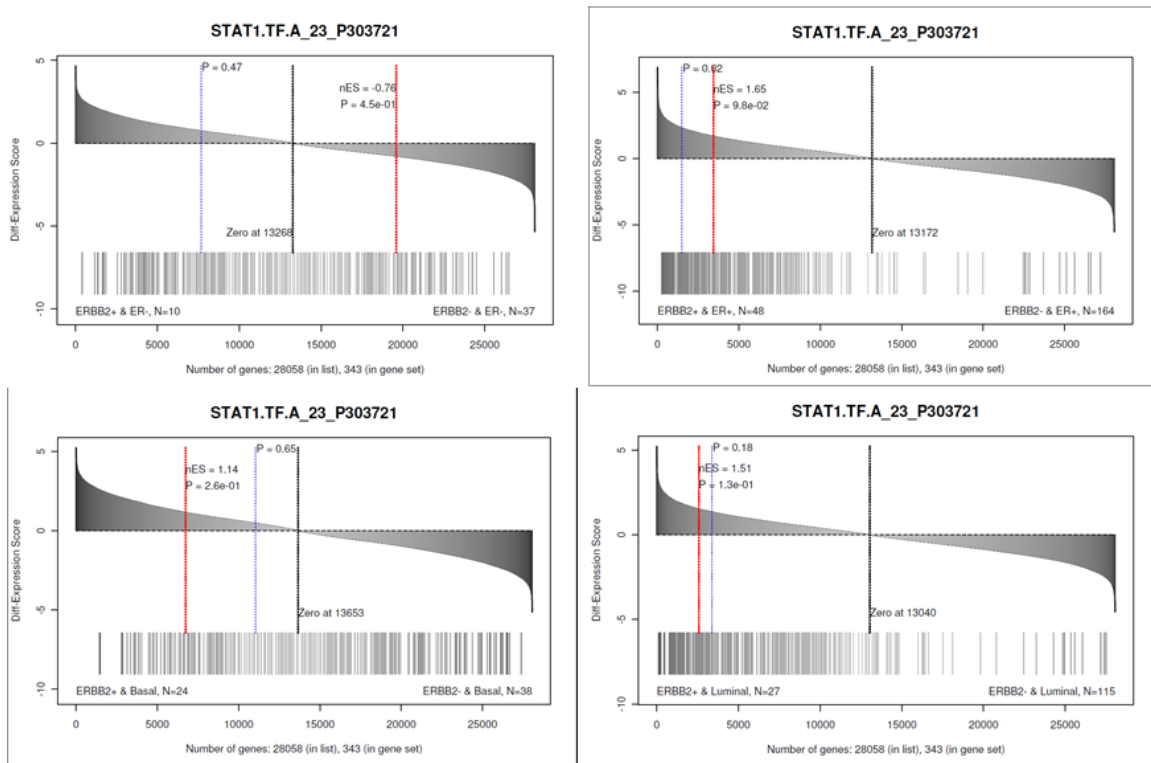 STAT1.TF.A_23_P303721
P = 0.47
nES = -0.76
P = 4.5e-01
Zero at 13268
ERBB2+ & ER-, N=10
ERBB2- & ER-, N=37
Diff-Expression Score
5
0
-5
-10
0
5000
10000
15000
20000
25000
Number of genes: 28058 (in list), 343 (in gene set)
STAT1.TF.A_23_P303721
nES = 1.65
P = 9.8e-02
Zero at 13172
ERBB2+ & ER+, N=48
ERBB2- & ER+, N=164
Diff-Expression Score
5
0
-5
-10
0
5000
10000
15000
20000
25000
Number of genes: 28058 (in list), 343 (in gene set)
STAT1.TF.A_23_P303721
P = 0.65
nES = 1.14
P = 2.6e-01
Zero at 13653
ERBB2+ & Basal, N=24
ERBB2- & Basal, N=38
Diff-Expression Score
5
0
-5
-10
0
5000
10000
15000
20000
25000
Number of genes: 28058 (in list), 343 (in gene set)
STAT1.TF.A_23_P303721
P = 0.18
nES = 1.51
P = 1.3e-01
Zero at 13040
ERBB2+ & Luminal, N=27
ERBB2- & Luminal, N=115
Diff-Expression Score
5
0
-5
-10
0
5000
10000
15000
20000
25000
Number of genes: 28058 (in list), 343 (in gene set)